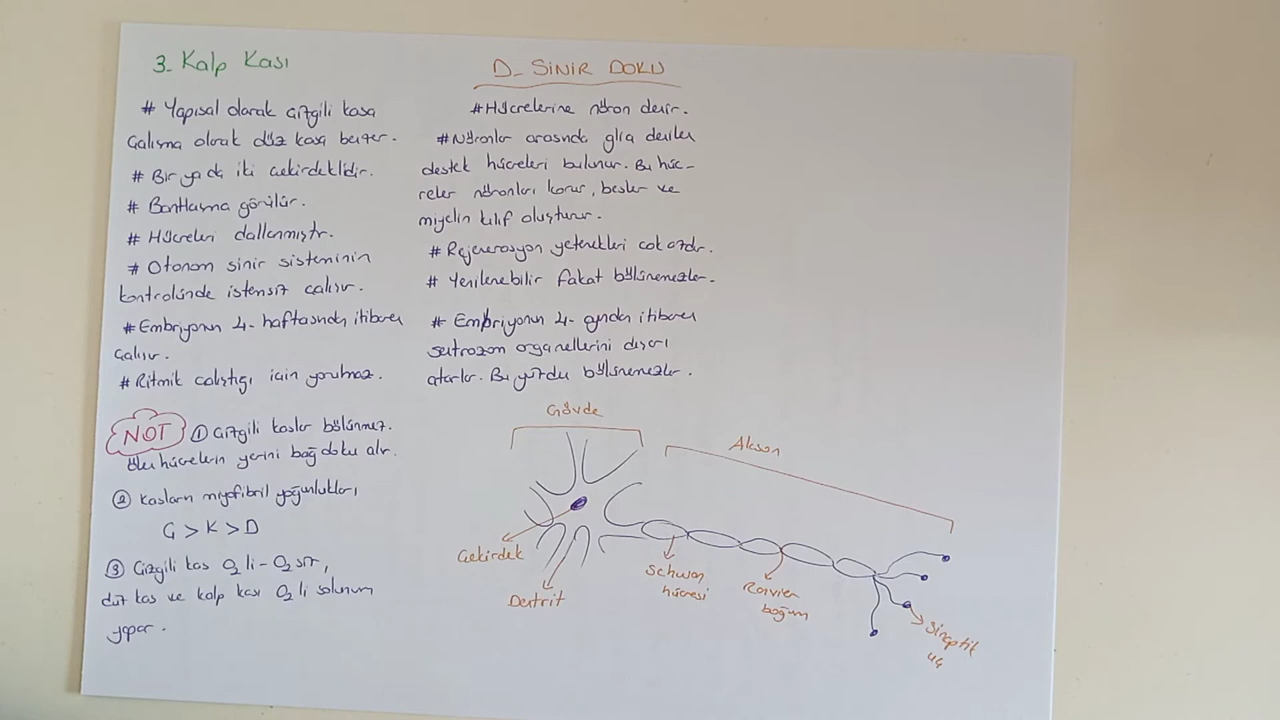 3- Kalp Kası
# Yapısal olarak çizgili kasa
Çalışma olarak düz kasa benzer.
# Bir ya da iki çekirdeklidir.
# Bantlaşma görülür.
# Hücreleri dallanmıştır.
# Otonom sinir sisteminin
kontrolünde istemsiz çalışır.
# Embriyonun 4. haftasından itibaren
çalışır.
# Ritmik çalıştığı için yorulmaz.
NOT ① Çizgili kaslar bölünmez.
Ölen hücrelerin yerini bağ doku alır.
② Kasların miyofibril yoğunlukları
Ç > K > D
③ Çizgili kas O2 li - O2 siz,
düz kas ve kalp kası O2 li solunum
yapar.
D- SİNİR DOKU
# Hücrelerine nöron denir.
# Nöronlar arasında glia denilen
destek hücreleri bulunur. Bu hüc-
reler nöronları korur, besler ve
miyelin kılıf oluşturur.
# Rejenerasyon yetenekleri çok azdır.
# Yenilenebilir fakat bölünemezler.
# Embriyonun 4. ayından itibaren
sentrozom organellerini dışarı
atarlar. Bu yüzden bölünemezler.
Gövde
Akson
Çekirdek
Dentrit
Schwan
hücresi
Ranvier
boğum
Sinaptik
uç